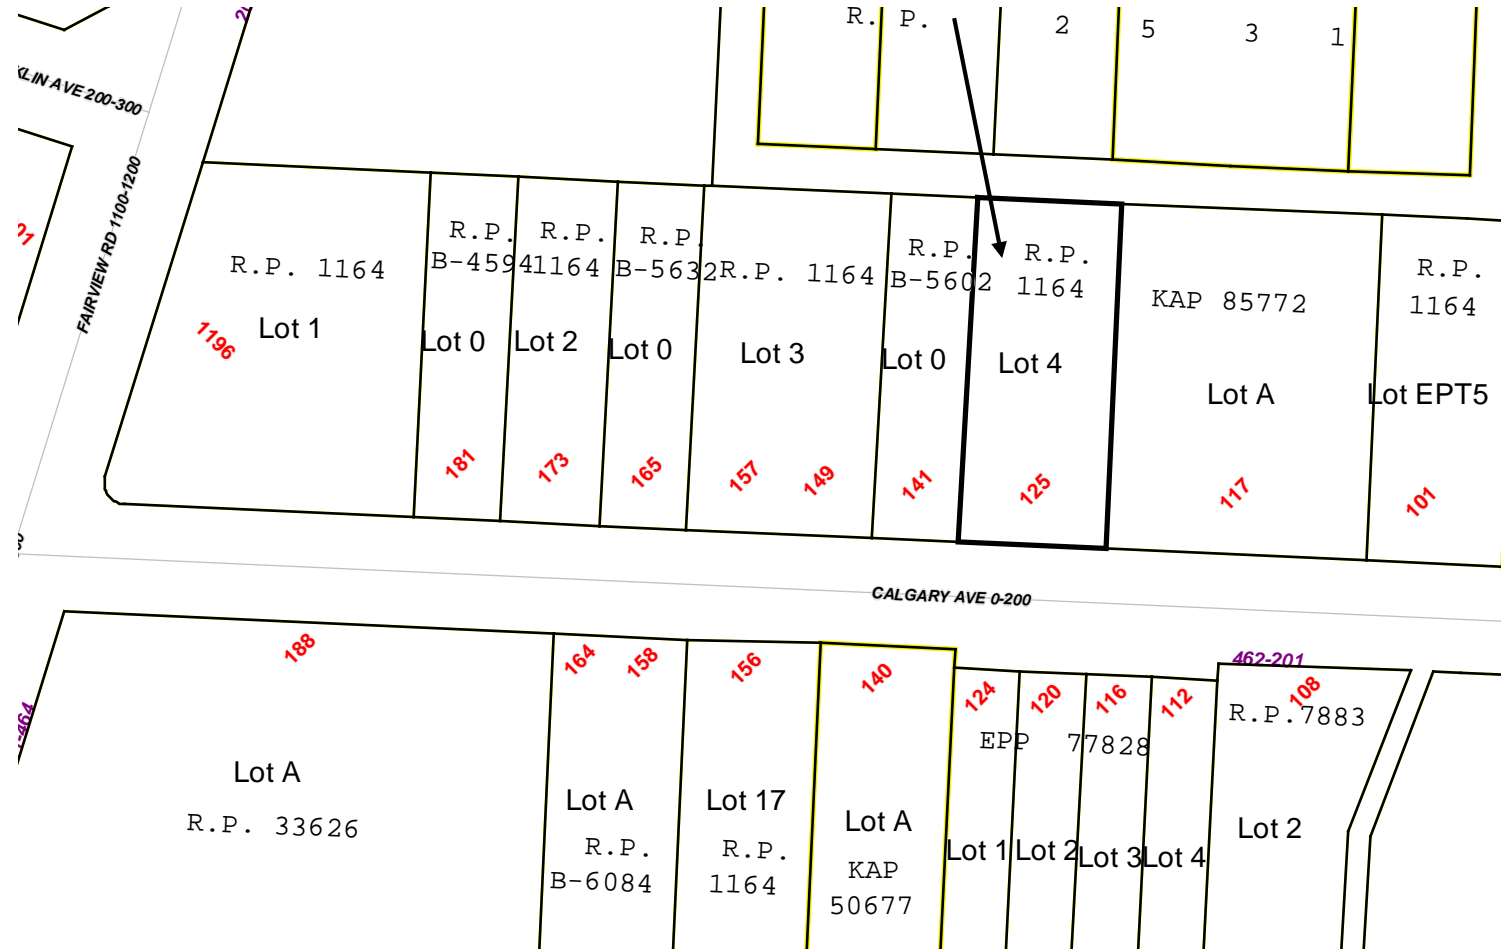 R. P.
2
5
3
1
KLIN AVE 200-300
FAIRVIEW RD 1100-1200
R.P. 1164
Lot 1
1196
R.P.
B-4594
Lot 0
181
R.P.
1164
Lot 2
173
R.P.
B-5632
Lot 0
165
R.P. 1164
Lot 3
157
149
R.P.
B-5602
Lot 0
141
R.P.
1164
Lot 4
125
KAP 85772
Lot A
117
R.P.
1164
Lot EPT5
101
CALGARY AVE 0-200
462-201
188
Lot A
R.P. 33626
164
158
Lot A
R.P.
B-6084
156
Lot 17
R.P.
1164
140
Lot A
KAP
50677
124
120
116
112
EPP 77828
Lot 1
Lot 2
Lot 3
Lot 4
108
R.P.7883
Lot 2